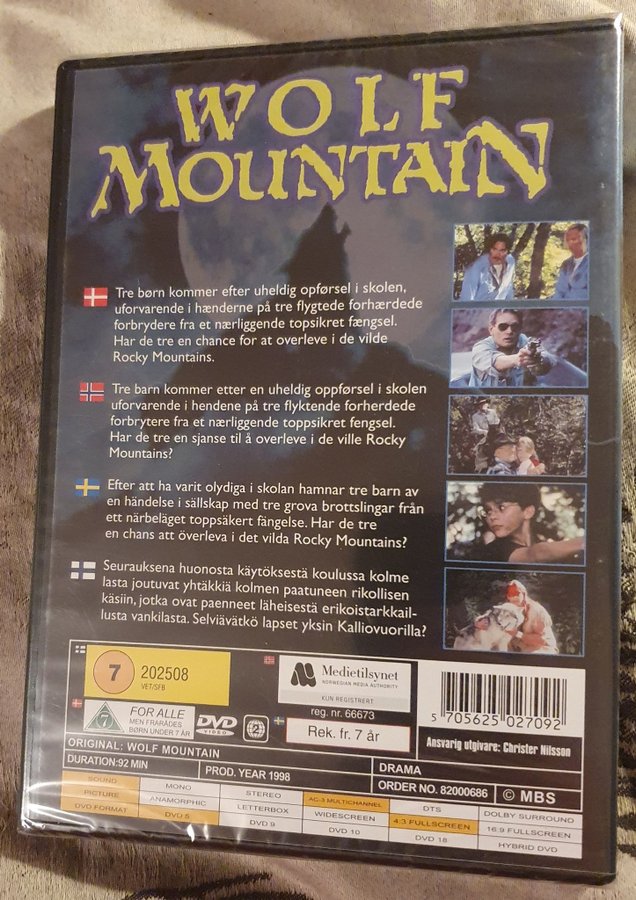 WOLF
MOUNTAIN
Tre børn kommer efter uheldig opførsel i skolen,
uforvarende i hænderne på tre flygtede forhærdede
forbrydere fra et nærliggende topsikret fængsel.
Har de tre en chance for at overleve i de vilde
Rocky Mountains.
Tre barn kommer etter en uheldig oppførsel i skolen
uforvarende i hendene på tre flyktende forherdede
forbrytere fra et nærliggende toppsikret fengsel.
Har de tre en sjanse til å overleve i de ville Rocky
Mountains?
Efter att ha varit olydiga i skolan hamnar tre barn av
en händelse i sällskap med tre grova brottslingar från
ett närbeläget toppsäkert fängelse. Har de tre
en chans att överleva i det vilda Rocky Mountains?
Seurauksena huonosta käytöksestä koulussa kolme
lasta joutuvat yhtäkkiä kolmen paatuneen rikollisen
käsiin, jotka ovat paenneet läheisestä erikoistarkkail-
lusta vankilasta. Selviävätkö lapset yksin Kalliovuorilla?
7 202508
VET/SFB
7 FOR ALLE
MEN FRARÅDES
BØRN UNDER 7 ÅR
DVD
VIDEO
2
Medietilsynet
NORWEGIAN MEDIA AUTHORITY
KUN REGISTRERT
reg. nr. 66673
Rek. fr. 7 år
5 705625 027092
Ansvarig utgivare: Christer Nilsson
ORIGINAL: WOLF MOUNTAIN
DURATION:92 MIN
PROD. YEAR 1998
DRAMA
ORDER NO. 82000686
© MBS
SOUND MONO STEREO AC-3 MULTICHANNEL DTS DOLBY SURROUND
PICTURE ANAMORPHIC LETTERBOX WIDESCREEN 4:3 FULLSCREEN 16:9 FULLSCREEN
DVD FORMAT DVD 5 DVD 9 DVD 10 DVD 18 HYBRID DVD